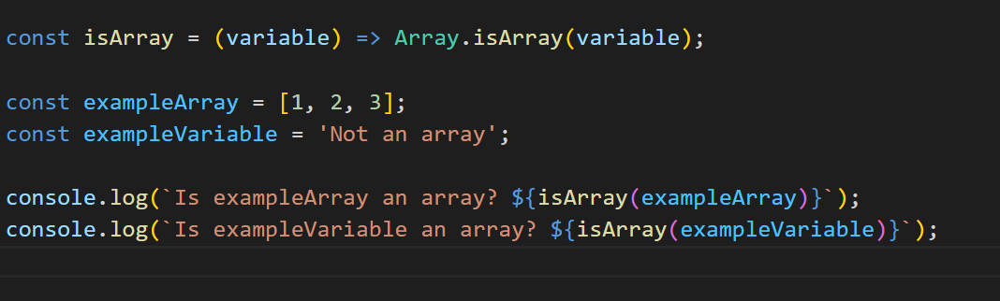 const isArray = (variable) => Array.isArray(variable);
const exampleArray = [1, 2, 3];
const exampleVariable = 'Not an array';
console.log(`Is exampleArray an array? ${isArray(exampleArray)}`);
console.log(`Is exampleVariable an array? ${isArray(exampleVariable)}`);